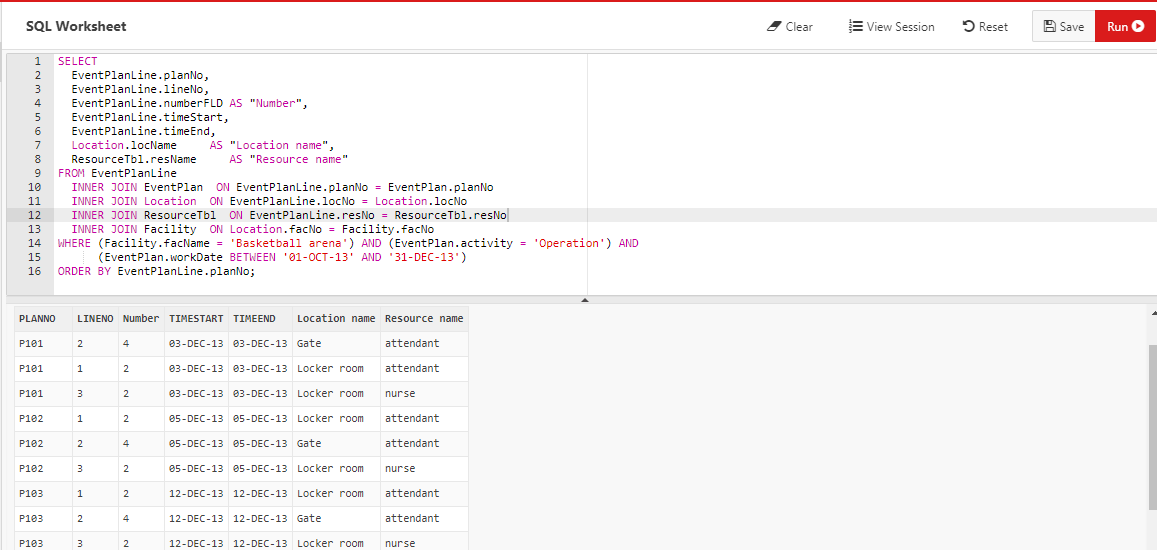 SQL Worksheet Clear View Session Reset Save Run
1 SELECT
2 EventPlanLine.planNo,
3 EventPlanLine.lineNo,
4 EventPlanLine.numberFLD AS "Number",
5 EventPlanLine.timeStart,
6 EventPlanLine.timeEnd,
7 Location.locName AS "Location name",
8 ResourceTbl.resName AS "Resource name"
9 FROM EventPlanLine
10 INNER JOIN EventPlan ON EventPlanLine.planNo = EventPlan.planNo
11 INNER JOIN Location ON EventPlanLine.locNo = Location.locNo
12 INNER JOIN ResourceTbl ON EventPlanLine.resNo = ResourceTbl.resNo
13 INNER JOIN Facility ON Location.facNo = Facility.facNo
14 WHERE (Facility.facName = 'Basketball arena') AND (EventPlan.activity = 'Operation') AND
15 (EventPlan.workDate BETWEEN '01-OCT-13' AND '31-DEC-13')
16 ORDER BY EventPlanLine.planNo;
PLANNO LINENO Number TIMESTART TIMEEND Location name Resource name
P101 2 4 03-DEC-13 03-DEC-13 Gate attendant
P101 1 2 03-DEC-13 03-DEC-13 Locker room attendant
P101 3 2 03-DEC-13 03-DEC-13 Locker room nurse
P102 1 2 05-DEC-13 05-DEC-13 Locker room attendant
P102 2 4 05-DEC-13 05-DEC-13 Gate attendant
P102 3 2 05-DEC-13 05-DEC-13 Locker room nurse
P103 1 2 12-DEC-13 12-DEC-13 Locker room attendant
P103 2 4 12-DEC-13 12-DEC-13 Gate attendant
P103 3 2 12-DEC-13 12-DEC-13 Locker room nurse